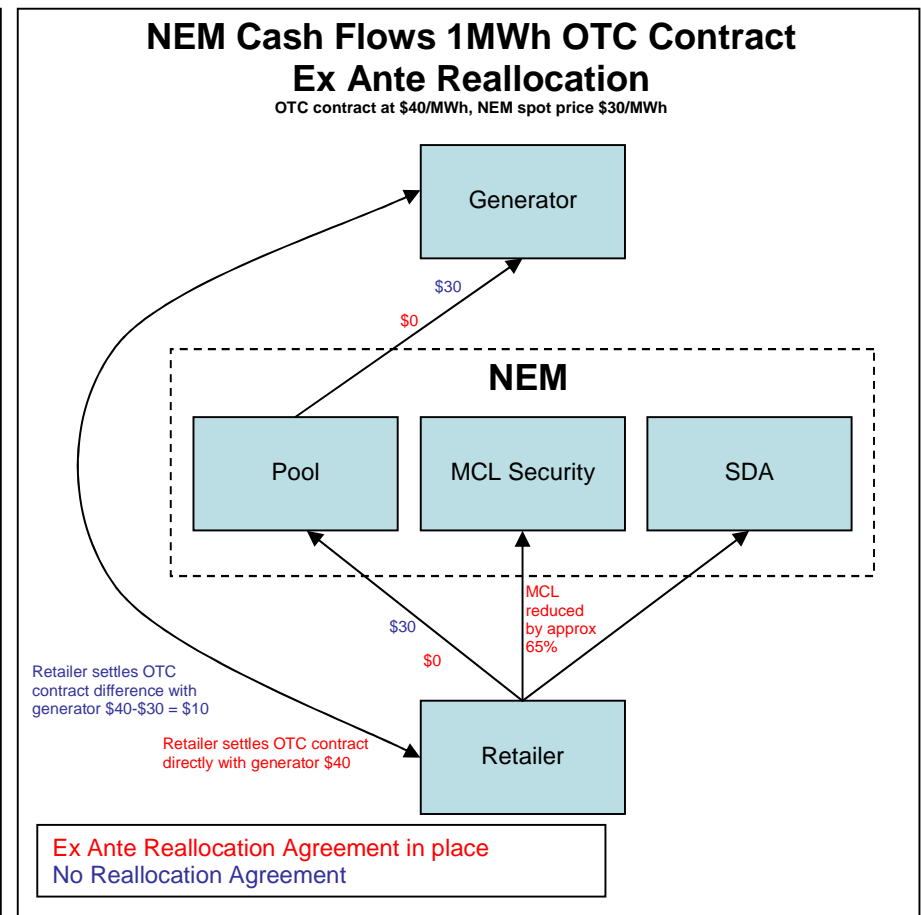 NEM Cash Flows 1MWh OTC Contract
Ex Ante Reallocation
OTC contract at $40/MWh, NEM spot price $30/MWh
Generator
$30
$0
NEM
Pool
MCL Security
SDA
MCL
reduced
by approx
65%
$30
$0
Retailer settles OTC
contract difference with
generator $40-$30 = $10
Retailer settles OTC contract
directly with generator $40
Retailer
Ex Ante Reallocation Agreement in place
No Reallocation Agreement